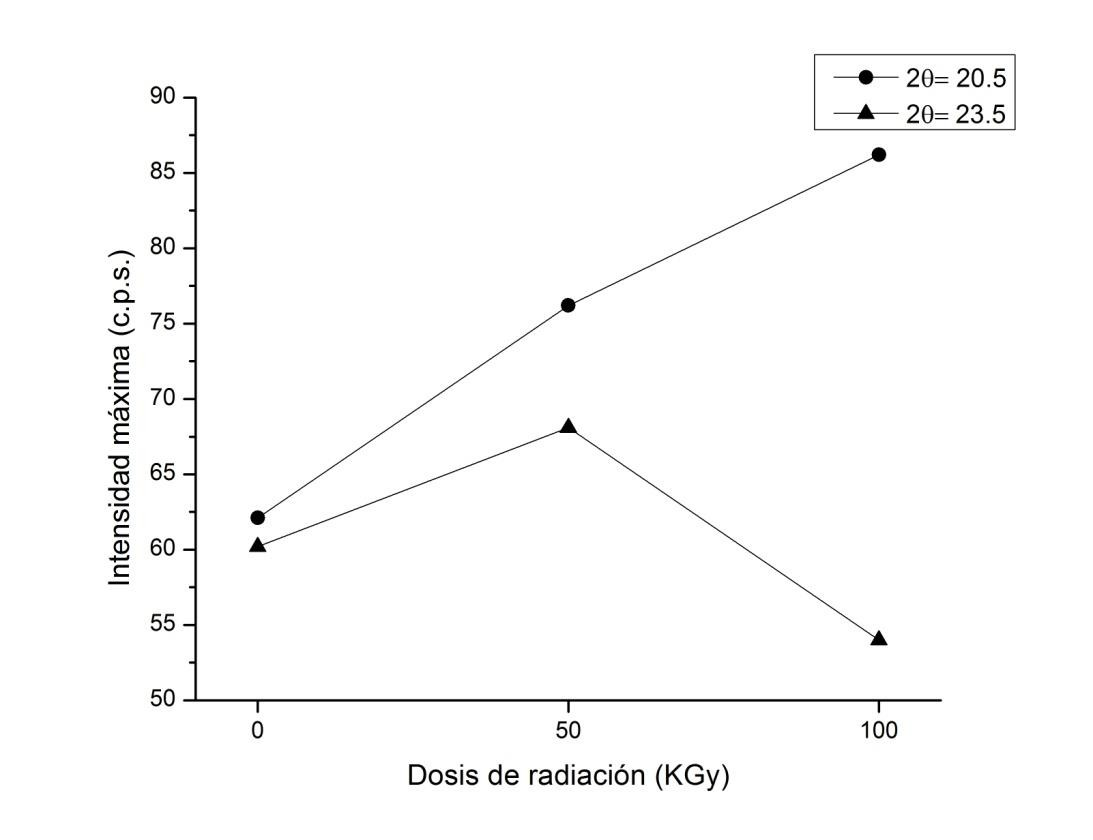 2θ= 20.5
2θ= 23.5
90
85
80
75
70
65
60
55
50
Intensidad máxima (c.p.s.)
0 50 100
Dosis de radiación (KGy)